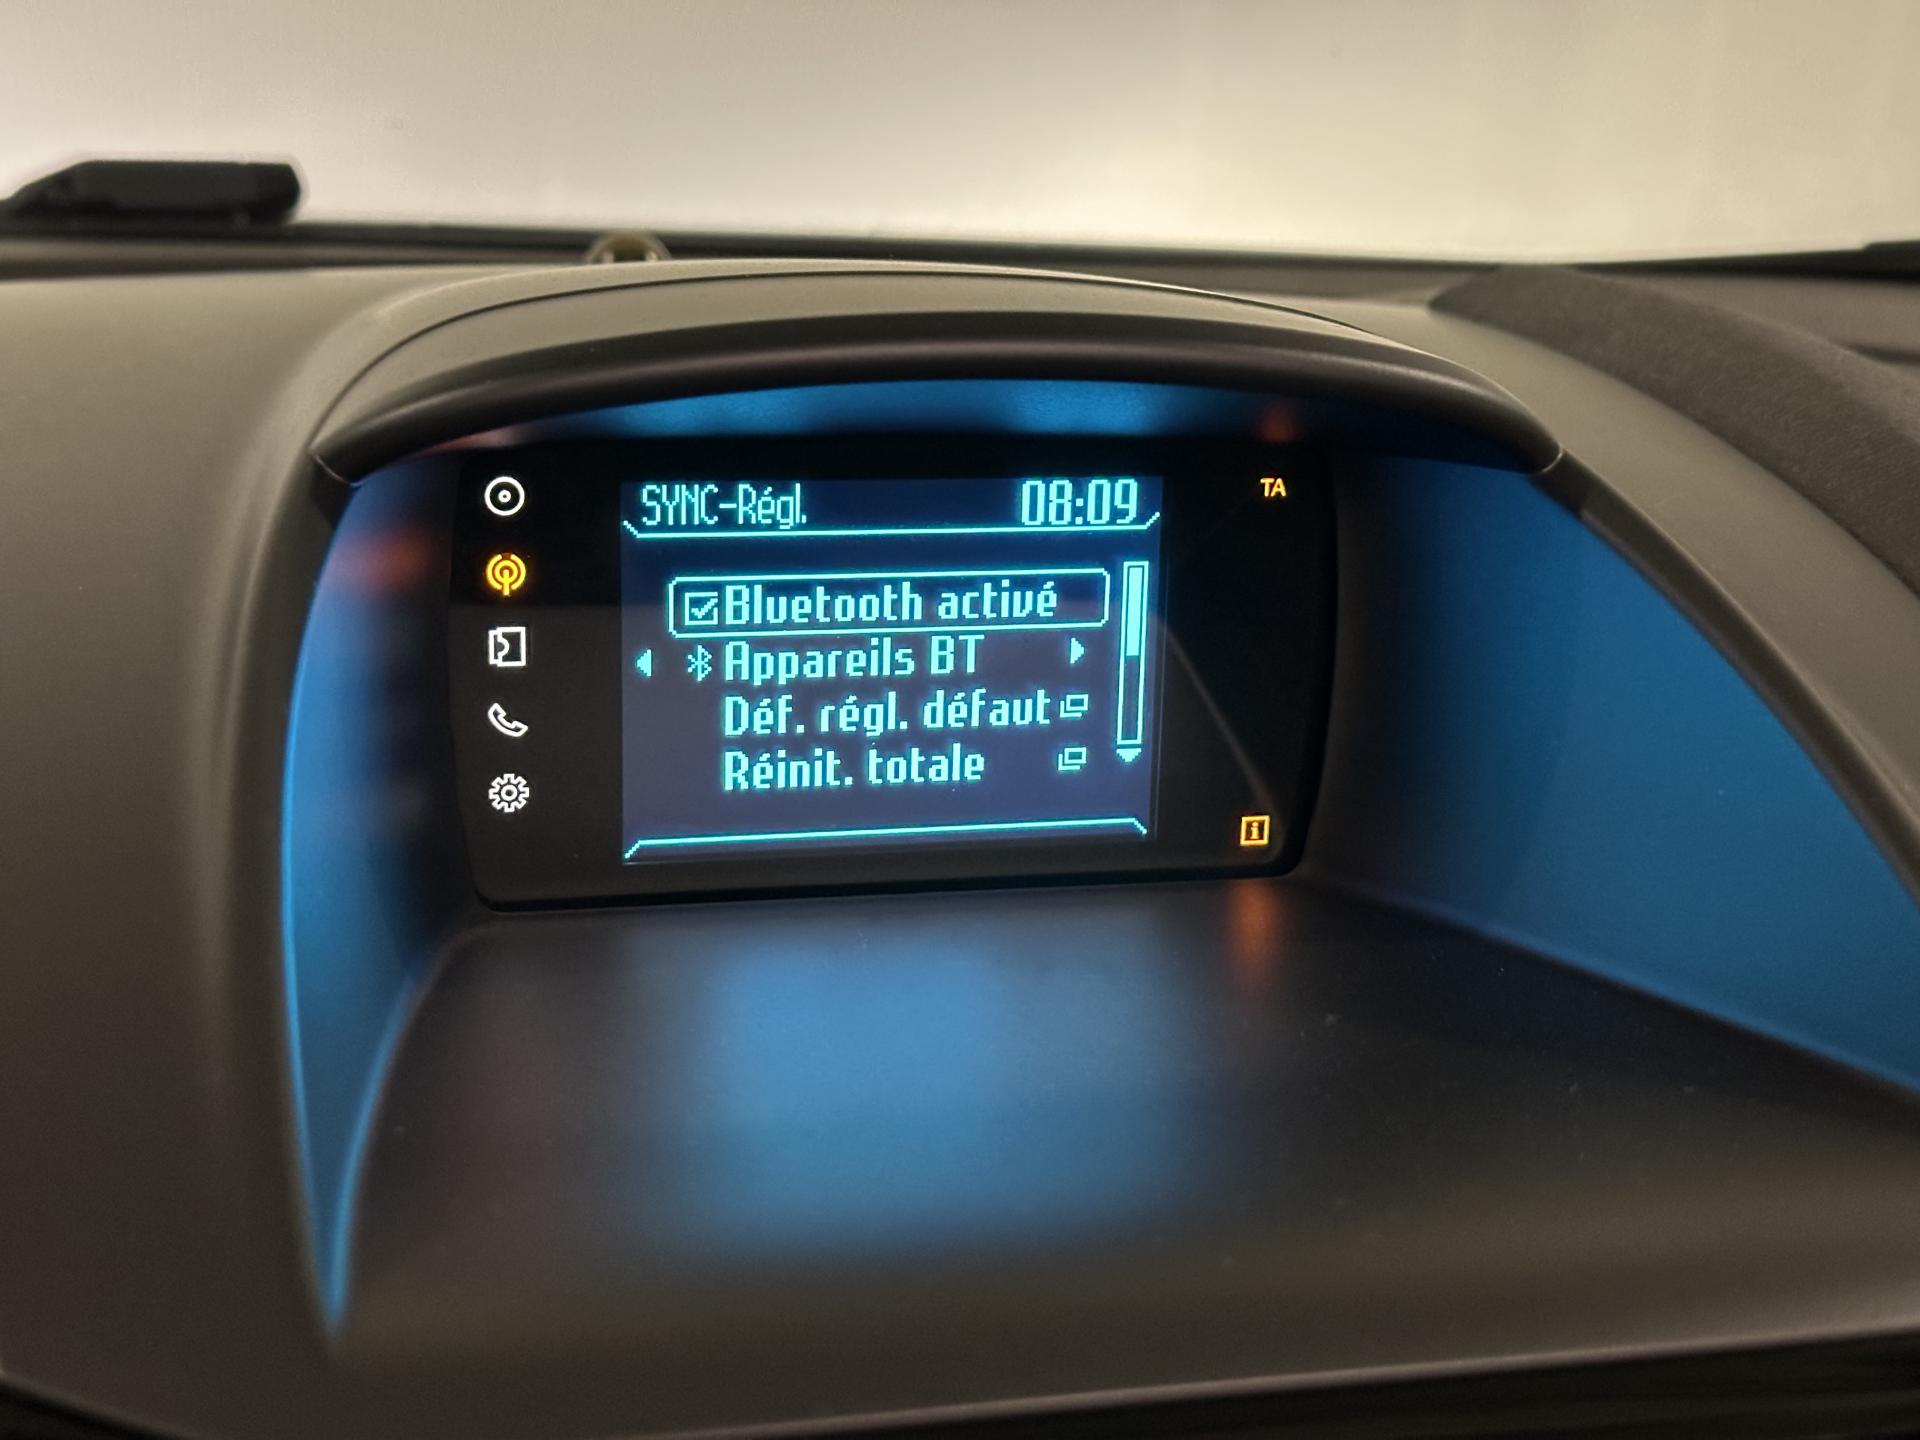 SYNC-Régl. 08:09
TA
Bluetooth activé
Appareils BT
Déf. régl. défaut
Réinit. totale
i